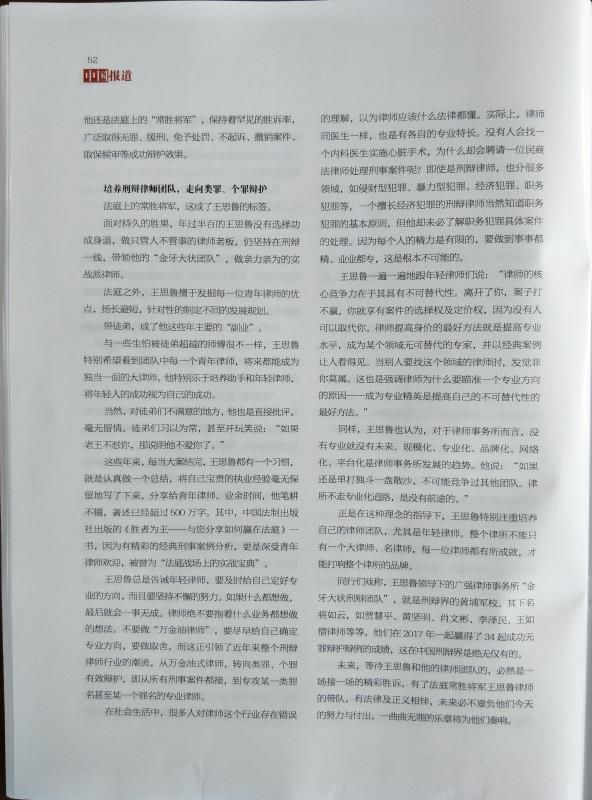 52
中国报道
他还是法庭上的“常胜将军”，保持着罕见的胜诉率，
广泛取得无罪、缓刑、免予处罚、不起诉、撤销案件、
取保候审等成功辩护效果。
培养刑辩律师团队，走向类罪、个罪辩护
法庭上的常胜将军，这成了王思鲁的标签。
面对持久的胜果，年过半百的王思鲁没有选择功
成身退，做只管人不管事的律师老板，仍坚持在刑辩
一线，带领他的“金牙大状团队”，做亲力亲为的实
战派律师。
法庭之外，王思鲁擅于发掘每一位青年律师的优
点，扬长避短，针对性的制定不同的发展规划。
带徒弟，成了他这些年主要的“副业”。
与一些生怕被徒弟超越的师傅很不一样，王思鲁
特别希望看到团队中每一个青年律师，将来都能成为
独当一面的大律师。他特别乐于培养助手和年轻律师，
将年轻人的成功视为自己的成功。
当然，对徒弟们不满意的地方，他也是直接批评，
毫无留情。徒弟们习以为常，甚至开玩笑说：“如果
老王不怼你，那说明他不爱你了。”
这些年来，每当大案结完，王思鲁都有一个习惯，
就是认真做一个总结，将自己宝贵的执业经验毫无保
留地写了下来，分享给青年律师。业余时间，他笔耕
不辍，著述已经超过 500 万字。其中，中国法制出版
社出版的《胜者为王——与您分享如何赢在法庭》一
书，因为有精彩的经典刑事案例分析，更是深受青年
律师欢迎，被誉为“法庭战场上的实战宝典”。
王思鲁总是告诫年轻律师，要及时给自己定好专
业的方向，而且要坚持不懈的努力。如果什么都想做，
最后就会一事无成。律师绝不要抱着什么业务都想做
的想法。不要做“万金油律师”，要尽早给自己确定
专业方向，要做取舍，而这正引领了近年来整个刑辩
律师行业的潮流。从万金油式律师，转向类罪、个罪
有效辩护，即从所有刑事案件都接，到专攻某一类罪
名甚至某一个罪名的专业律师。
在社会生活中，很多人对律师这个行业存在错误
的理解，以为律师应该什么法律都懂。实际上，律师
同医生一样，也是有各自的专业特长。没有人会找一
个内科医生实施心脏手术，为什么却会聘请一位民商
法律师处理刑事案件呢？即使是刑辩律师，也分很多
领域，如侵财型犯罪、暴力型犯罪、经济犯罪、职务
犯罪等，一个擅长经济犯罪的刑辩律师当然知道职务
犯罪的基本原则，但他却未必了解职务犯罪具体案件
的处理。因为每个人的精力是有限的，要做到事事都
精、业业都专，这是根本不可能的。
王思鲁一遍一遍地跟年轻律师们说：“律师的核
心竞争力在于其具有不可替代性。离开了你，案子打
不赢，你就享有案件的选择权及定价权，因为没有人
可以取代你。律师提高身价的最好方法就是提高专业
水平，成为某个领域无可替代的专家，并以经典案例
让人看得见。当别人要找这个领域的律师时，发觉非
你莫属。这也是强调律师为什么要瞄准一个专业方向
的原因——成为专业精英是提高自己的不可替代性的
最好方法。”
同样，王思鲁也认为，对于律师事务所而言，没
有专业就没有未来。规模化、专业化、品牌化、网络
化、平台化是律师事务所发展的趋势。他说：“如果
还是单打独斗一盘散沙，不可能竞争过其他团队。律
所不走专业化道路，是没有前途的。”
正是在这种理念的指导下，王思鲁特别注重培养
自己的律师团队，尤其是年轻律师。整个律所不能只
有一个大律师，名律师，每一位律师都有所成就，才
能打响整个律所的品牌。
同行们戏称，王思鲁领导下的广强律师事务所“金
牙大状刑辩团队”，就是刑辩界的黄埔军校。其下名
将如云，如贾慧平、黄坚明、肖文彬、李泽民、王如
僧律师等等，他们在 2017 年一起赢得了 34 起成功无
罪辩护辩例的成绩，这在中国刑辩界是绝无仅有的。
未来，等待王思鲁和他的律师团队的，必然是一
场接一场的精彩胜诉。有了法庭常胜将军王思鲁律师
的带队，有法律及正义相伴，未来必不辜负他们今天
的努力与付出，一曲曲无罪的乐章将为他们奏响。